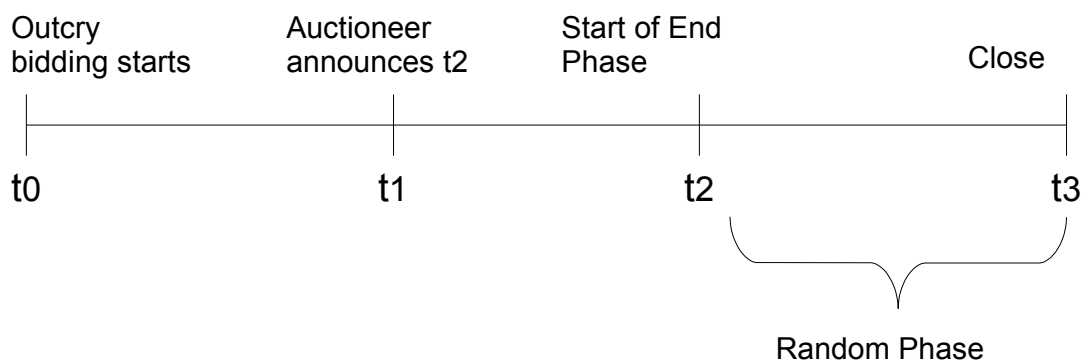 Outcry
bidding starts
Auctioneer
announces t2
Start of End
Phase
Close
t0
t1
t2
t3
Random Phase